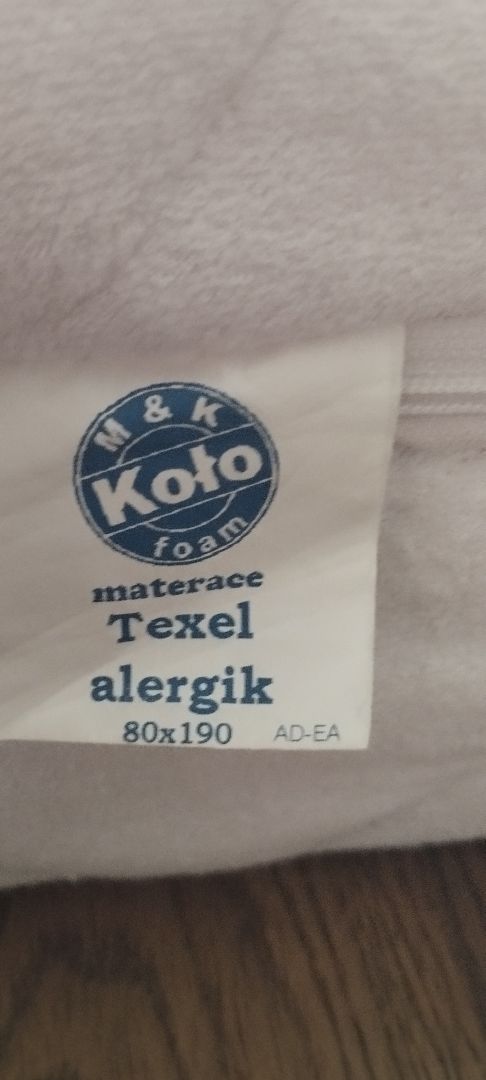 M & K
Koło
foam
materace
Texel
alergik
80x190 AD-EA